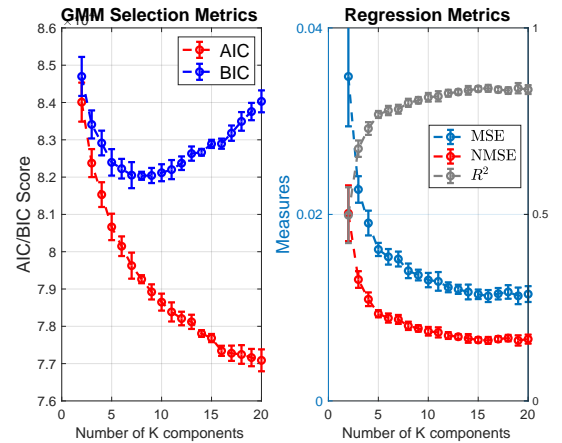 GMM Selection Metrics
8.6
8.5
8.4
8.3
8.2
8.1
8
7.9
7.8
7.7
7.6
AIC/BIC Score
AIC
BIC
0
5
10
15
20
Number of K components
Regression Metrics
0.04
0.02
0
Measures
1
0.5
0
MSE
NMSE
R²
0
5
10
15
20
Number of K components